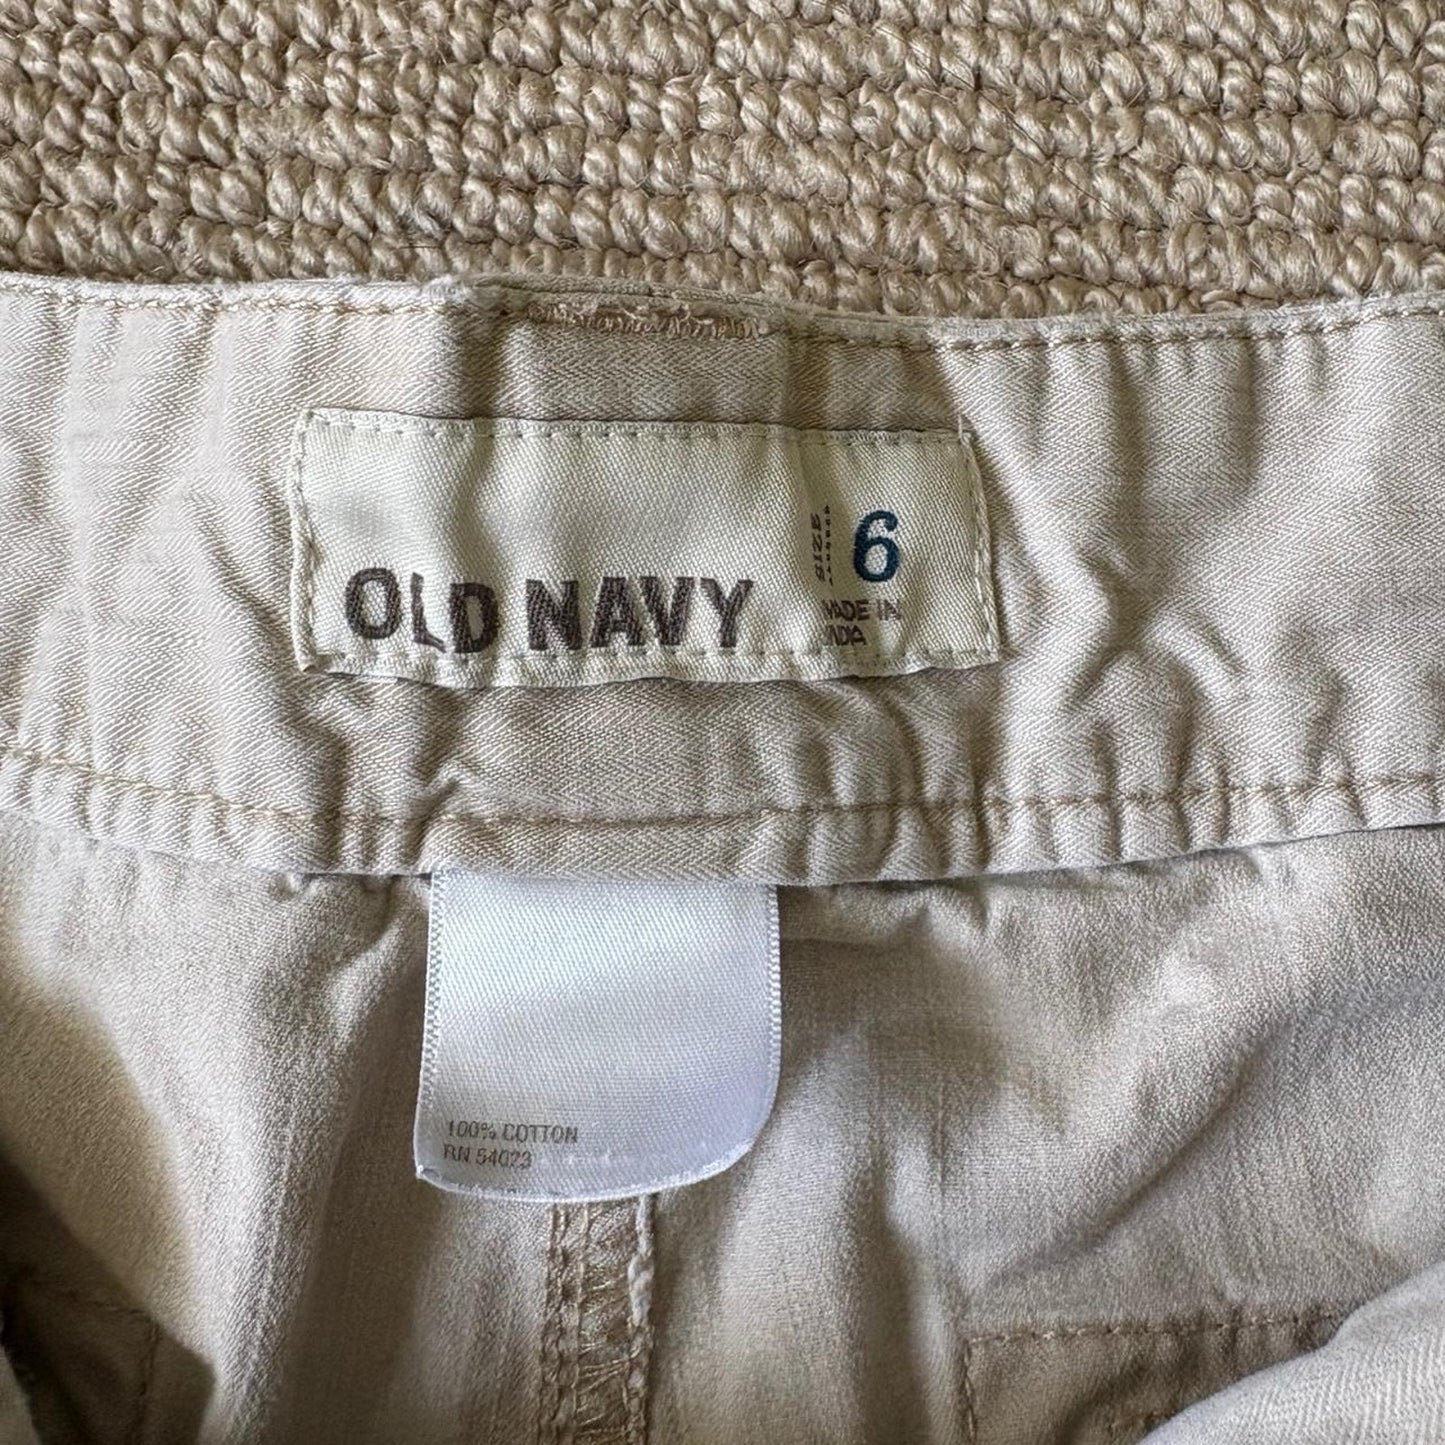 OLD NAVY
SIZE 6
MADE IN
INDIA
100% COTTON
RN 54023